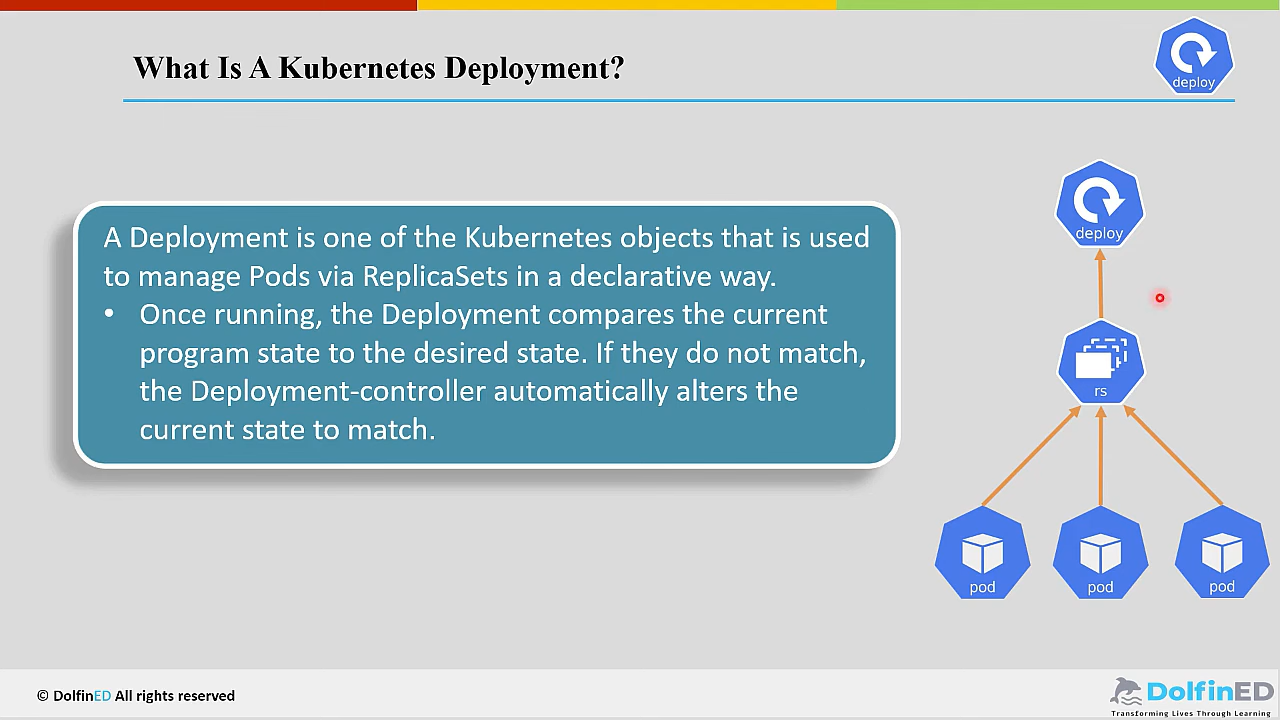 What Is A Kubernetes Deployment?
deploy
A Deployment is one of the Kubernetes objects that is used
to manage Pods via ReplicaSets in a declarative way.
• Once running, the Deployment compares the current
program state to the desired state. If they do not match,
the Deployment-controller automatically alters the
current state to match.
deploy
rs
pod
pod
pod
© DolfinED All rights reserved
DolfinED
Transforming Lives Through Learning